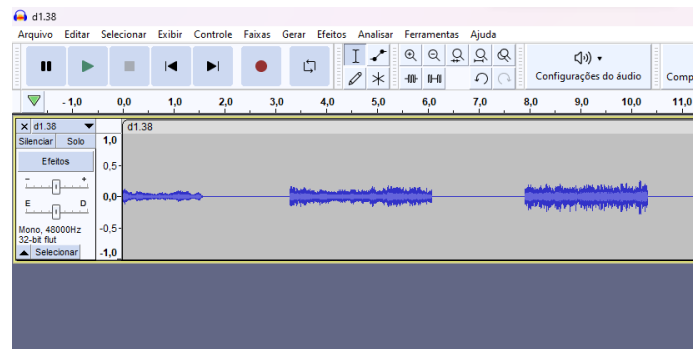 d1.38
Arquivo Editar Selecionar Exibir Controle Faixas Gerar Efeitos Analisar Ferramentas Ajuda
Configurações do áudio Comp
- 1,0 0,0 1,0 2,0 3,0 4,0 5,0 6,0 7,0 8,0 9,0 10,0 11,0
d1.38 d1.38
Silenciar Solo 1,0
Efeitos 0,5
- +
0,0
E D
Mono, 48000Hz -0,5
32-bit flut
Selecionar -1,0